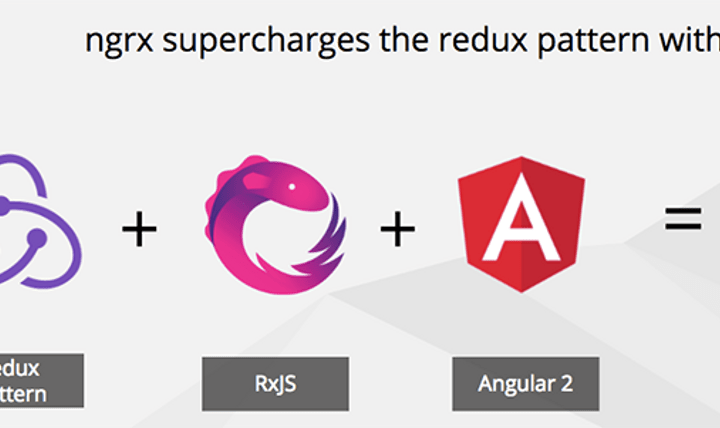 ngrx supercharges the redux pattern with
+ + =
edux
ttern
RxJS
Angular 2